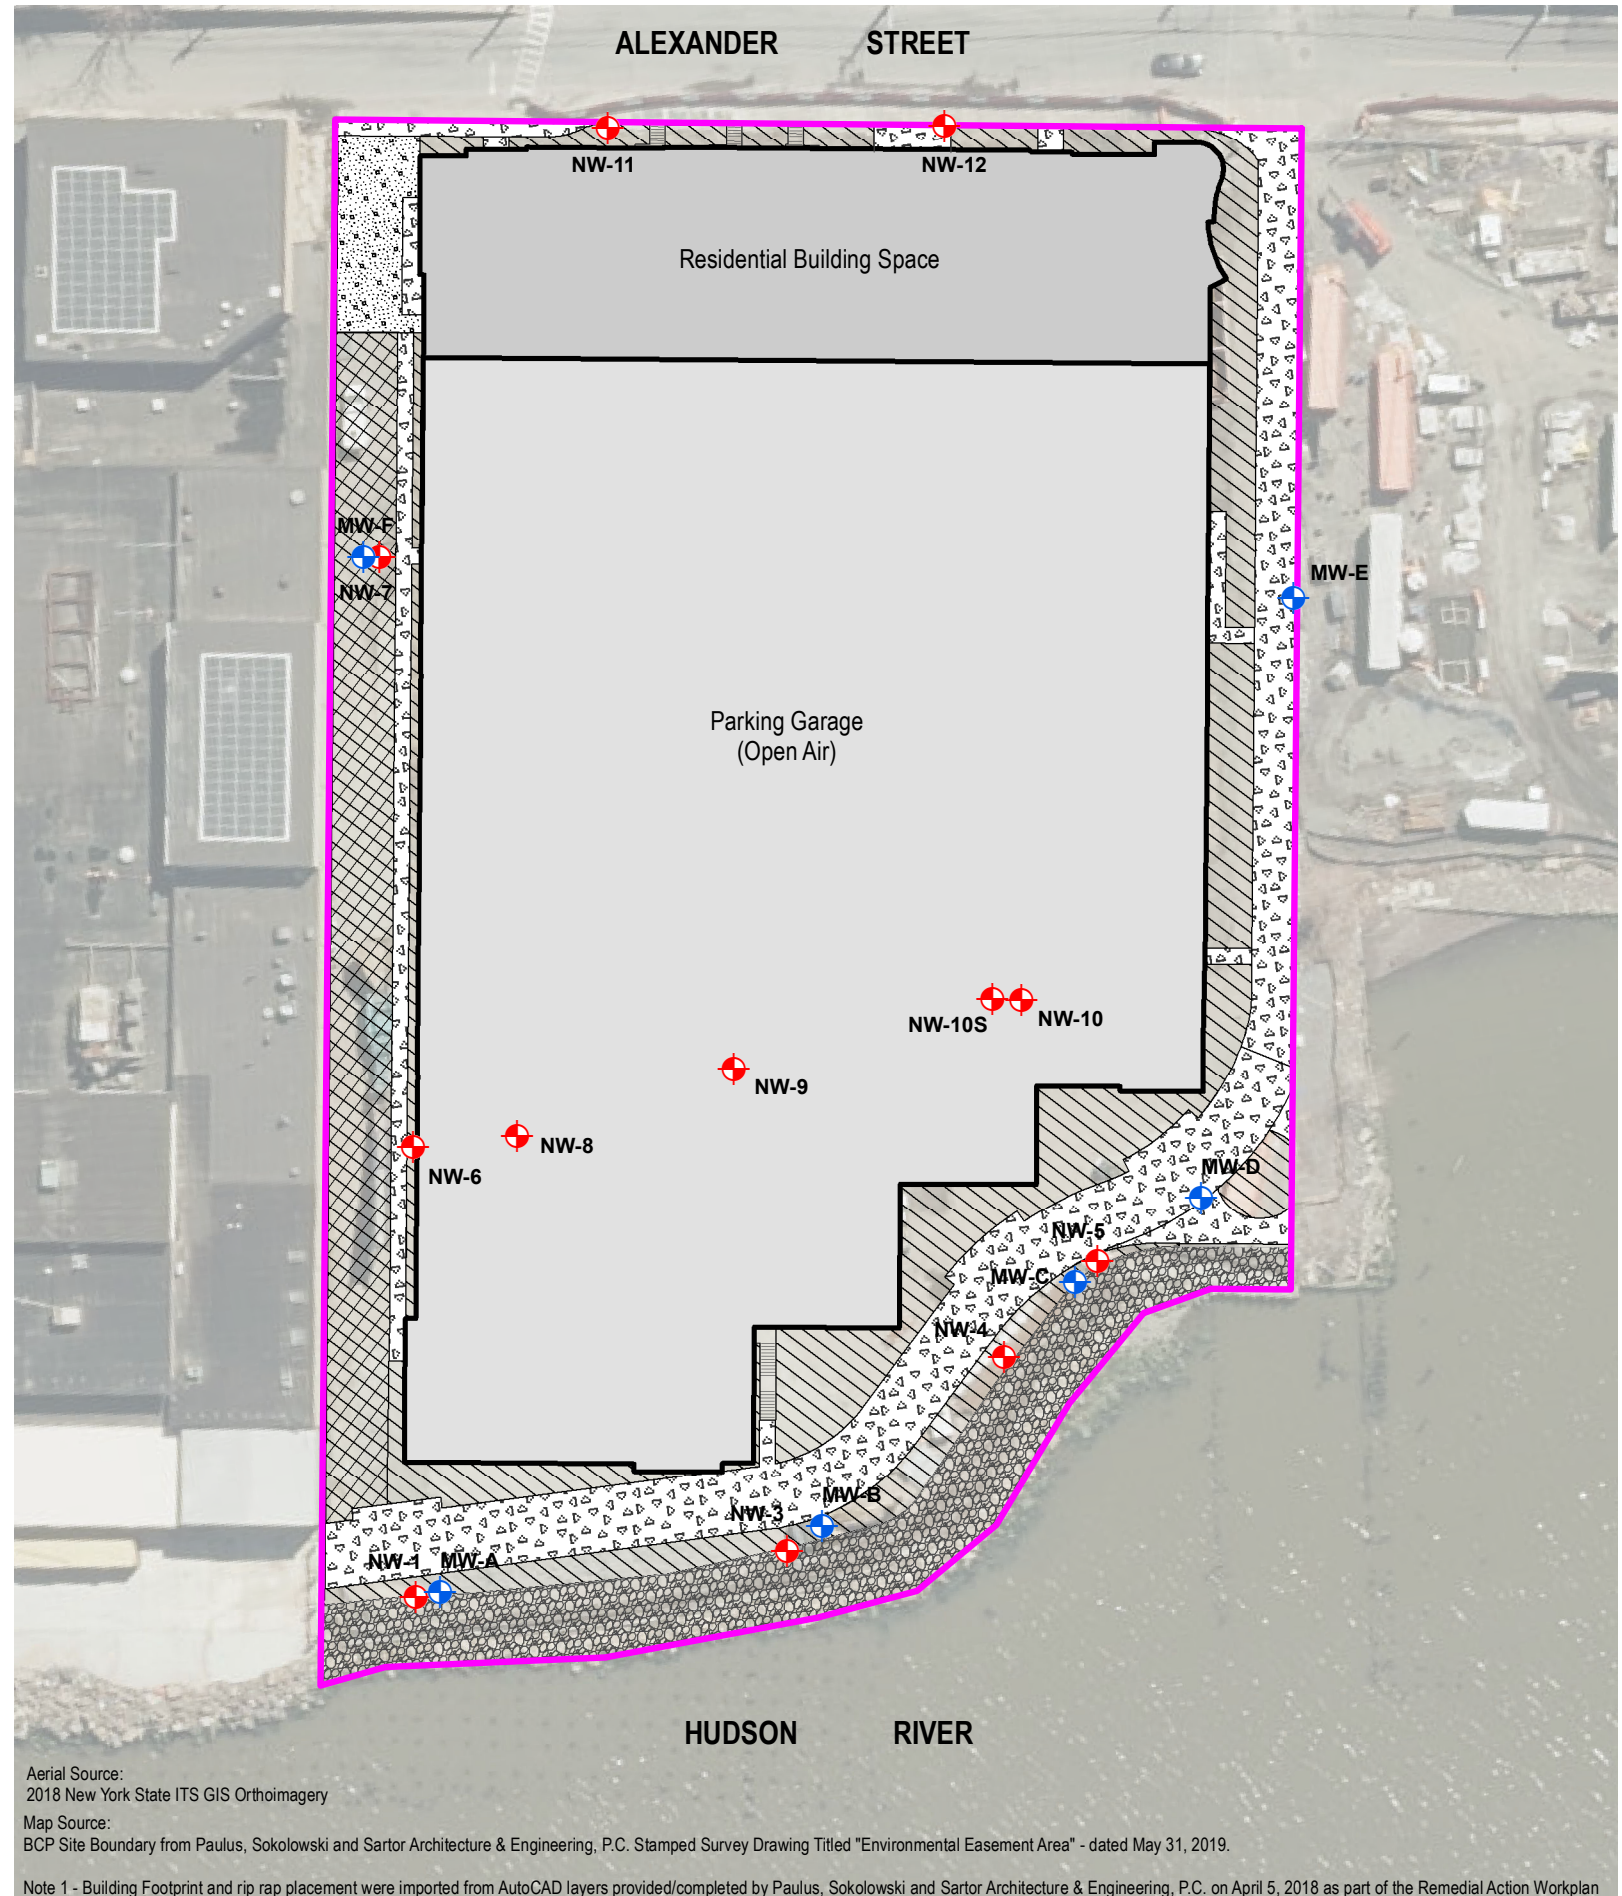 ALEXANDER STREET
NW-11
NW-12
Residential Building Space
MW-F
NW-7
MW-E
Parking Garage
(Open Air)
NW-10S
NW-10
NW-9
NW-8
NW-6
MW-D
NW-5
MW-C
NW-4
MW-B
NW-3
NW-1
MW-A
HUDSON RIVER
Aerial Source:
2018 New York State ITS GIS Orthoimagery
Map Source:
BCP Site Boundary from Paulus, Sokolowski and Sartor Architecture & Engineering, P.C. Stamped Survey Drawing Titled "Environmental Easement Area" - dated May 31, 2019.
Note 1 - Building Footprint and rip rap placement were imported from AutoCAD layers provided/completed by Paulus, Sokolowski and Sartor Architecture & Engineering, P.C. on April 5, 2018 as part of the Remedial Action Workplan